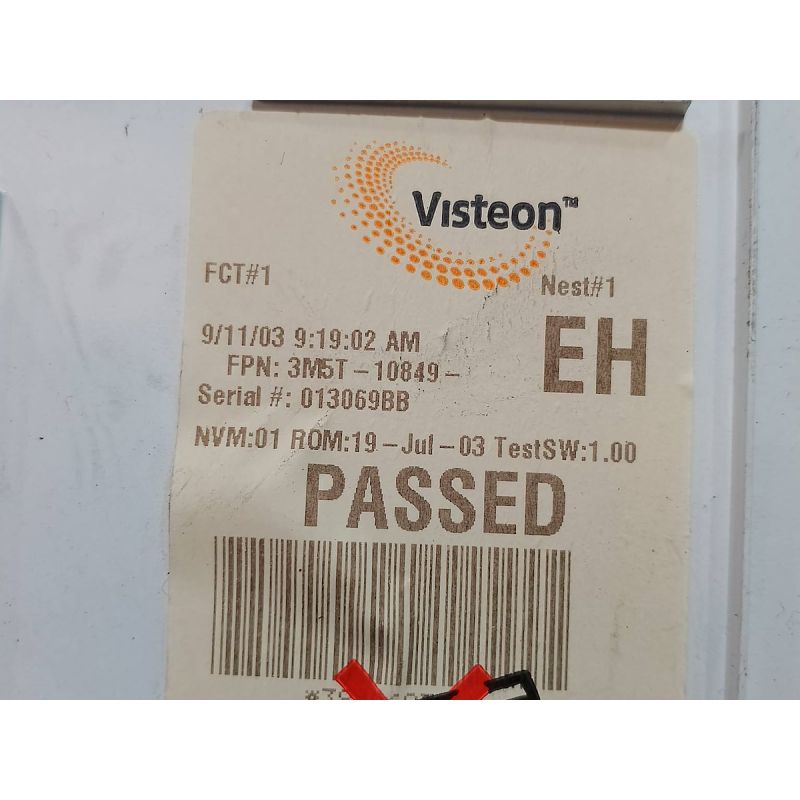 Visteon™
FCT#1
Nest#1
9/11/03 9:19:02 AM
EH
FPN: 3M5T-10849-
Serial #: 013069BB
NVM:01 ROM:19-Jul-03 TestSW:1.00
PASSED